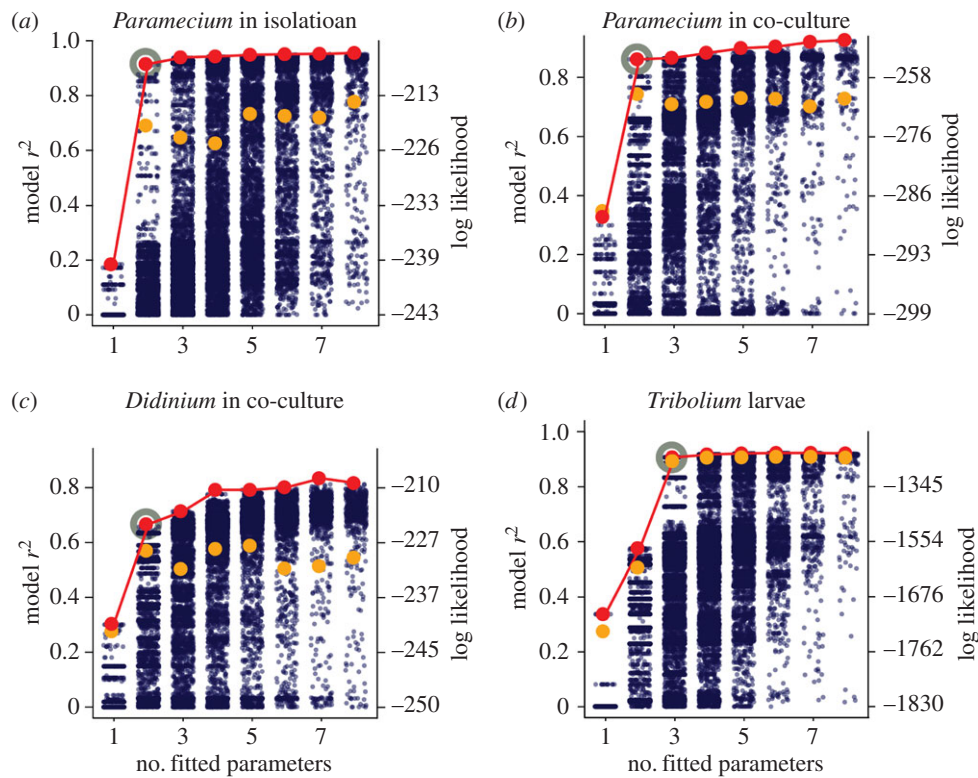 (a) Paramecium in isolatioan
(b) Paramecium in co-culture
1.0
0.8
0.6
0.4
0.2
0
model r²
–213
–226
–233
–239
–243
log likelihood
1 3 5 7
0.8
0.6
0.4
0.2
0
model r²
–258
–276
–286
–293
–299
log likelihood
1 3 5 7
(c) Didinium in co-culture
(d) Tribolium larvae
0.8
0.6
0.4
0.2
0
model r²
–210
–227
–237
–245
–250
log likelihood
1 3 5 7
no. fitted parameters
1.0
0.8
0.6
0.4
0.2
0
model r²
–1345
–1554
–1676
–1762
–1830
log likelihood
1 3 5 7
no. fitted parameters